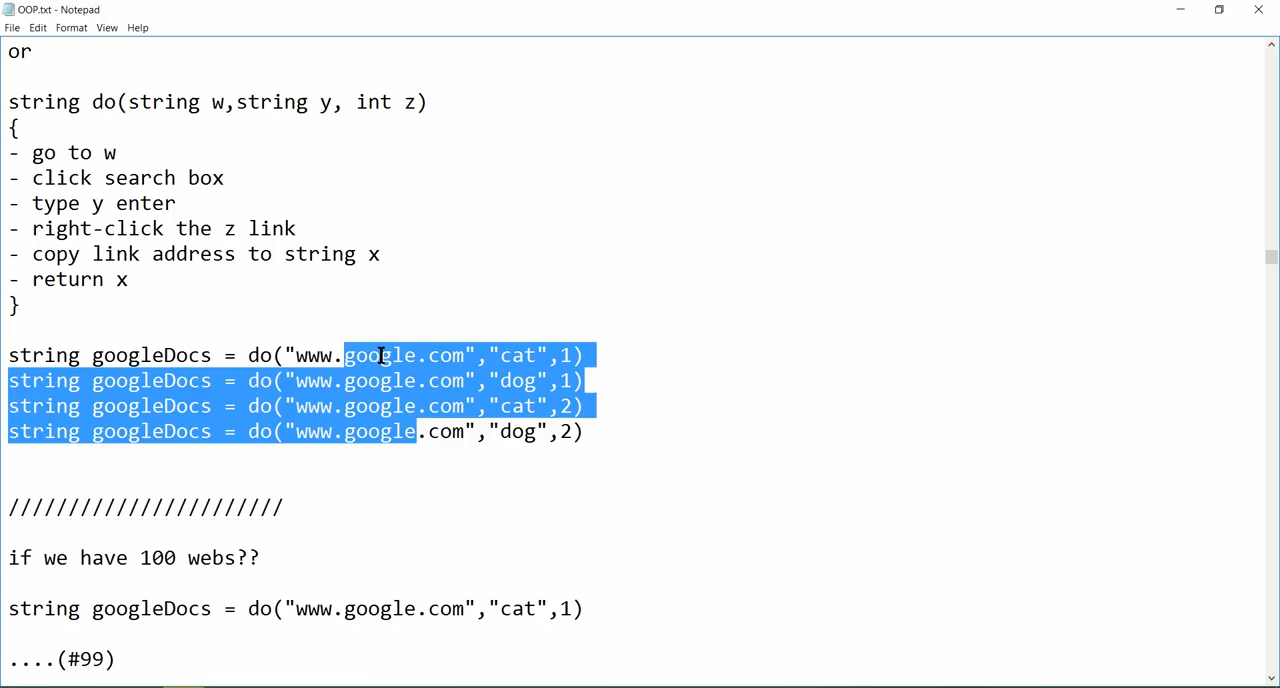 OOP.txt - Notepad
File Edit Format View Help
or
string do(string w,string y, int z)
{
- go to w
- click search box
- type y enter
- right-click the z link
- copy link address to string x
- return x
}
string googleDocs = do("www.google.com","cat",1)
string googleDocs = do("www.google.com","dog",1)
string googleDocs = do("www.google.com","cat",2)
string googleDocs = do("www.google.com","dog",2)
///////////////////////
if we have 100 webs??
string googleDocs = do("www.google.com","cat",1)
....(#99)